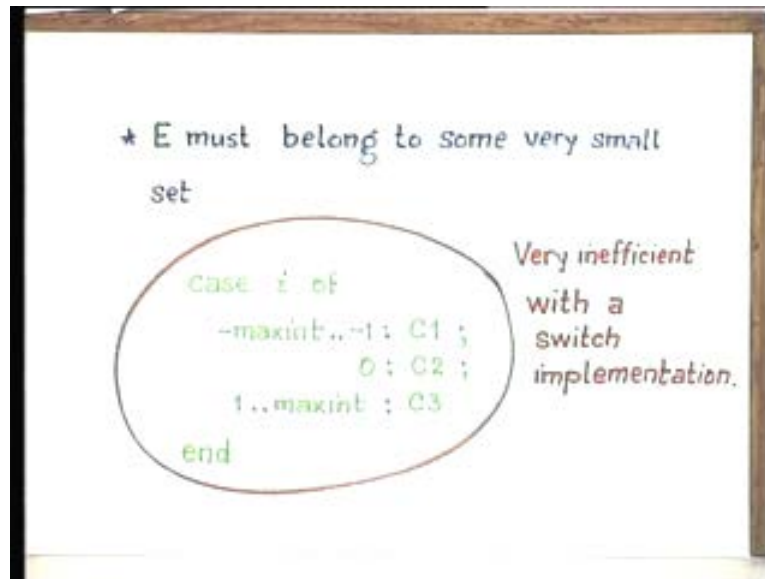 * E must belong to some very small
set
case i of
-maxint..-1 : C1 ;
0 : C2 ;
1..maxint : C3
end
Very inefficient
with a
switch
implementation.